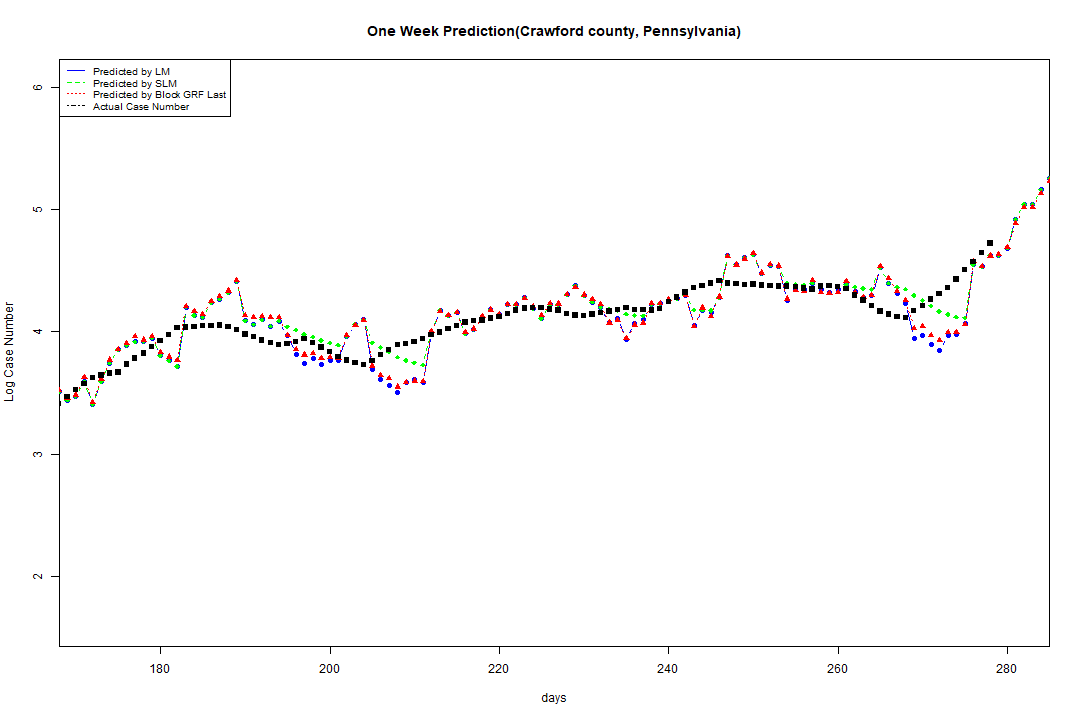 One Week Prediction(Crawford county, Pennsylvania)
Predicted by LM
Predicted by SLM
Predicted by Block GRF Last
Actual Case Number
6
5
4
3
2
Log Case Number
180 200 220 240 260 280
days